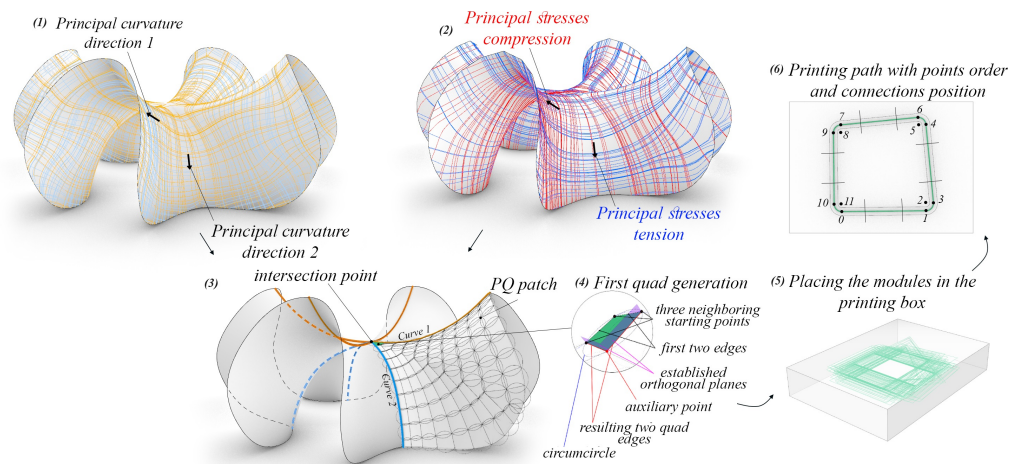 (1) Principal curvature
direction 1
(2)
Principal stresses
compression
Principal curvature
direction 2
Principal stresses
tension
(3)
intersection point
PQ patch
Curve 1
Curve 2
(4) First quad generation
three neighboring
starting points
first two edges
established
orthogonal planes
auxiliary point
resulting two quad
edges
circumcircle
(5) Placing the modules in the
printing box
(6) Printing path with points order
and connections position
7
6
9
8
5
4
10
11
2
3
0
1